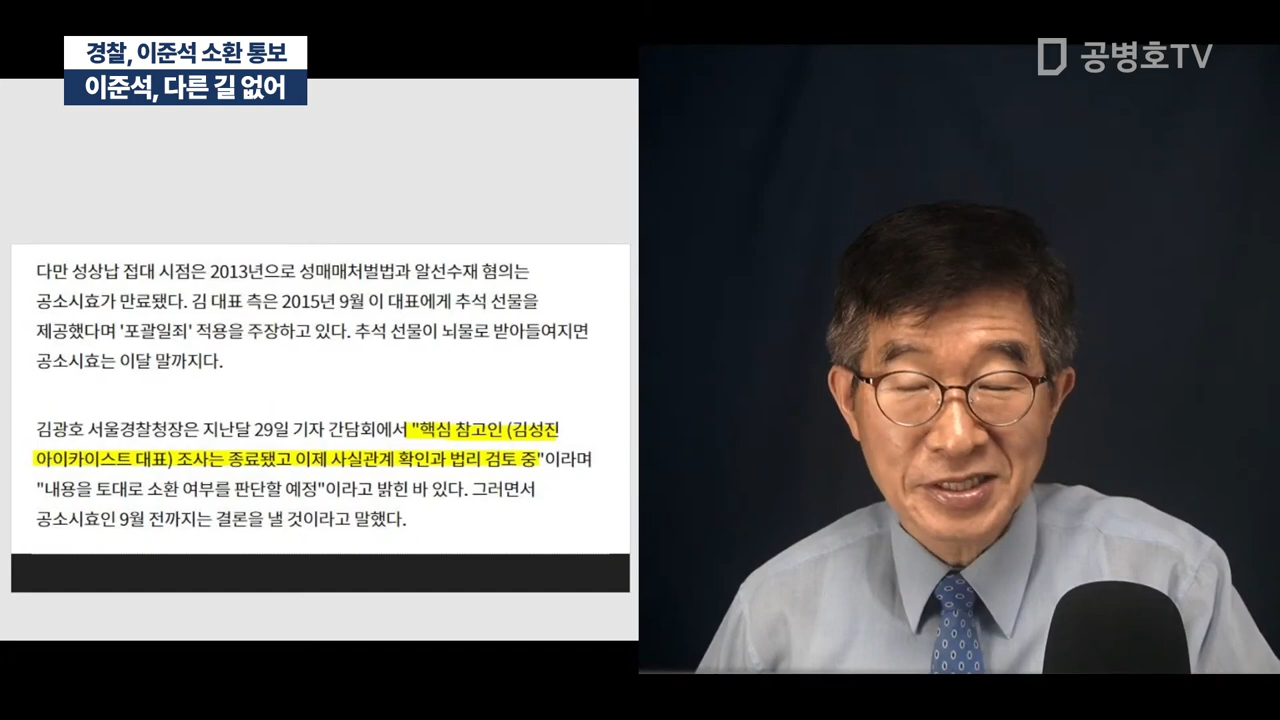 경찰, 이준석 소환 통보
이준석, 다른 길 없어
공병호TV
다만 성상납 접대 시점은 2013년으로 성매매처벌법과 알선수재 혐의는
공소시효가 만료됐다. 김 대표 측은 2015년 9월 이 대표에게 추석 선물을
제공했다며 '포괄일죄' 적용을 주장하고 있다. 추석 선물이 뇌물로 받아들여지면
공소시효는 이달 말까지다.
김광호 서울경찰청장은 지난달 29일 기자 간담회에서 "핵심 참고인 (김성진
아이카이스트 대표) 조사는 종료됐고 이제 사실관계 확인과 법리 검토 중"이라며
"내용을 토대로 소환 여부를 판단할 예정"이라고 밝힌 바 있다. 그러면서
공소시효인 9월 전까지는 결론을 낼 것이라고 말했다.